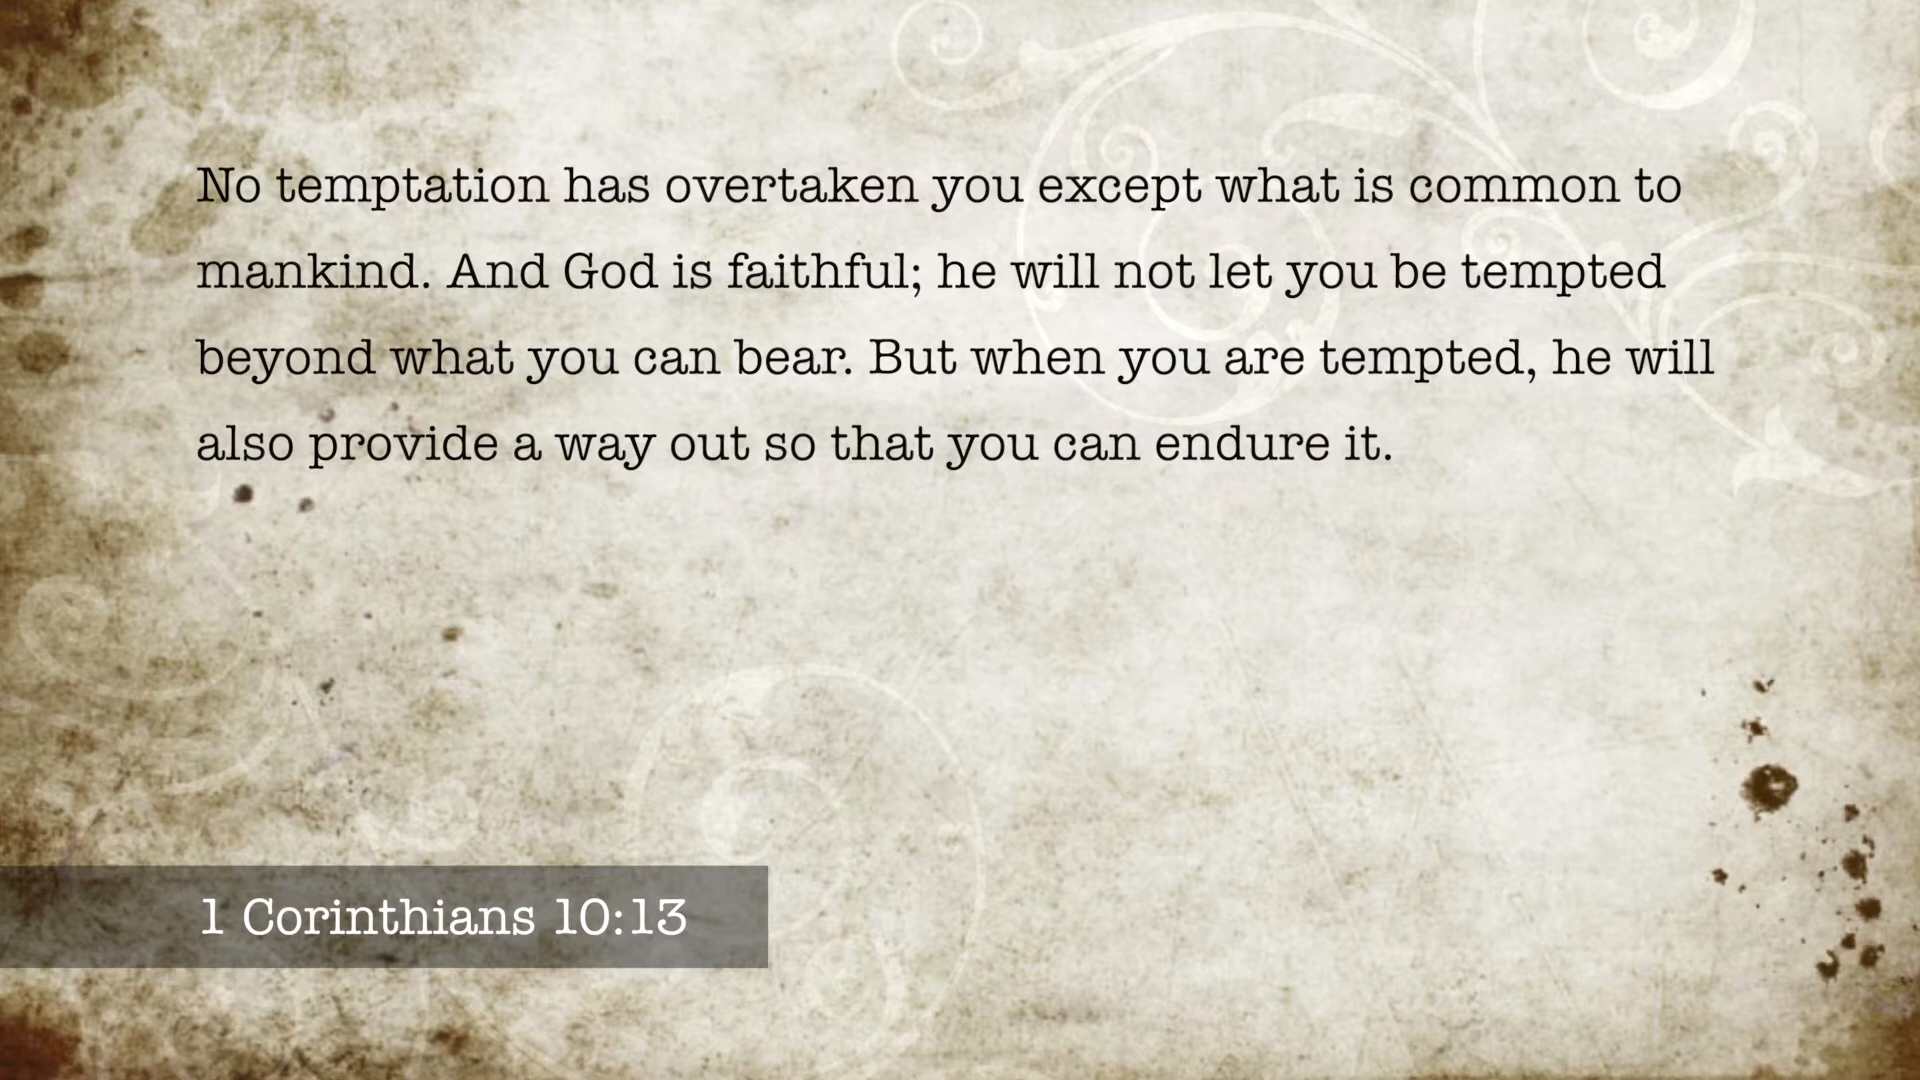 No temptation has overtaken you except what is common to
mankind. And God is faithful; he will not let you be tempted
beyond what you can bear. But when you are tempted, he will
also provide a way out so that you can endure it.
1 Corinthians 10:13